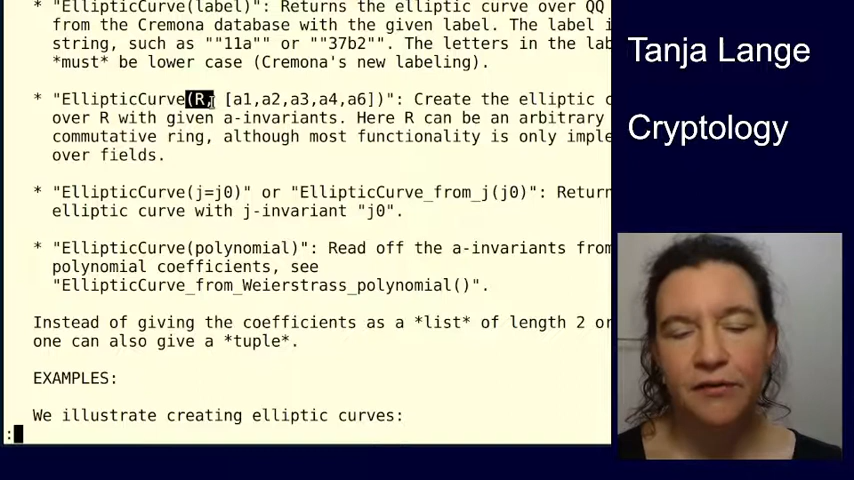 * "EllipticCurve(label)": Returns the elliptic curve over QQ
from the Cremona database with the given label. The label i
string, such as ""11a"" or ""37b2"". The letters in the lab
*must* be lower case (Cremona's new labeling).
* "EllipticCurve(R, [a1,a2,a3,a4,a6])": Create the elliptic c
over R with given a-invariants. Here R can be an arbitrary
commutative ring, although most functionality is only imple
over fields.
* "EllipticCurve(j=j0)" or "EllipticCurve_from_j(j0)": Retur
elliptic curve with j-invariant "j0".
* "EllipticCurve(polynomial)": Read off the a-invariants from
polynomial coefficients, see
"EllipticCurve_from_Weierstrass_polynomial()".
Instead of giving the coefficients as a *list* of length 2 or
one can also give a *tuple*.
EXAMPLES:
We illustrate creating elliptic curves:
:
Tanja Lange
Cryptology